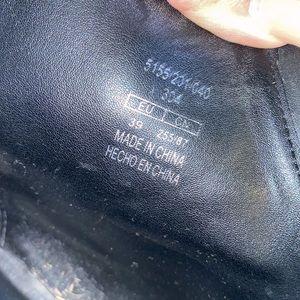 5155/201/040
304
EU CN
39 255/87
MADE IN CHINA
HECHO EN CHINA